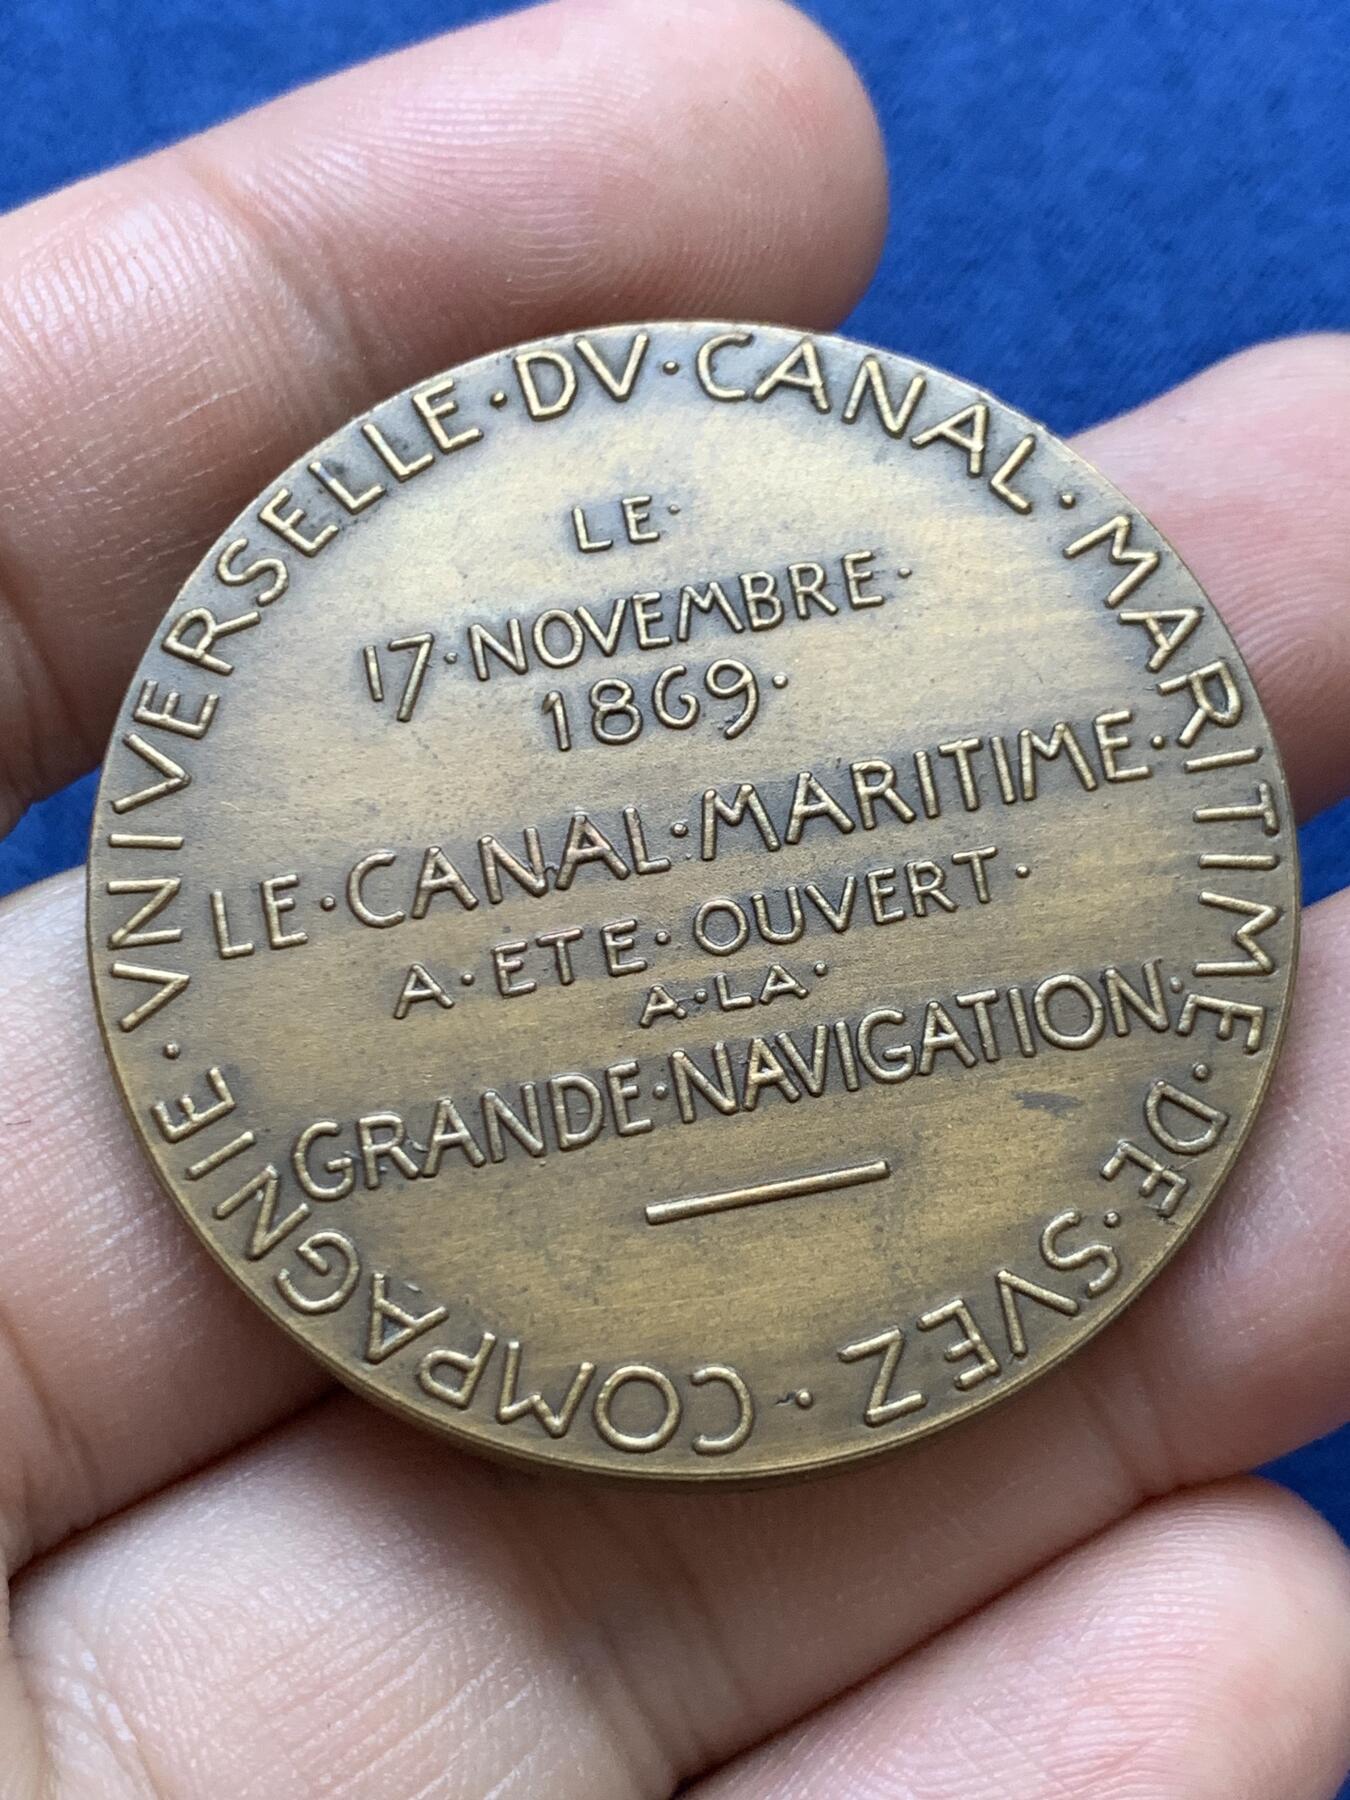 COMPAGNIE · VNIVERSELLE · DV · CANAL · MARITIME · DE · SVEZ ·
LE ·
17 · NOVEMBRE ·
1869 ·
LE · CANAL · MARITIME ·
A · ETE · OUVERT ·
A · LA ·
GRANDE · NAVIGATION ·